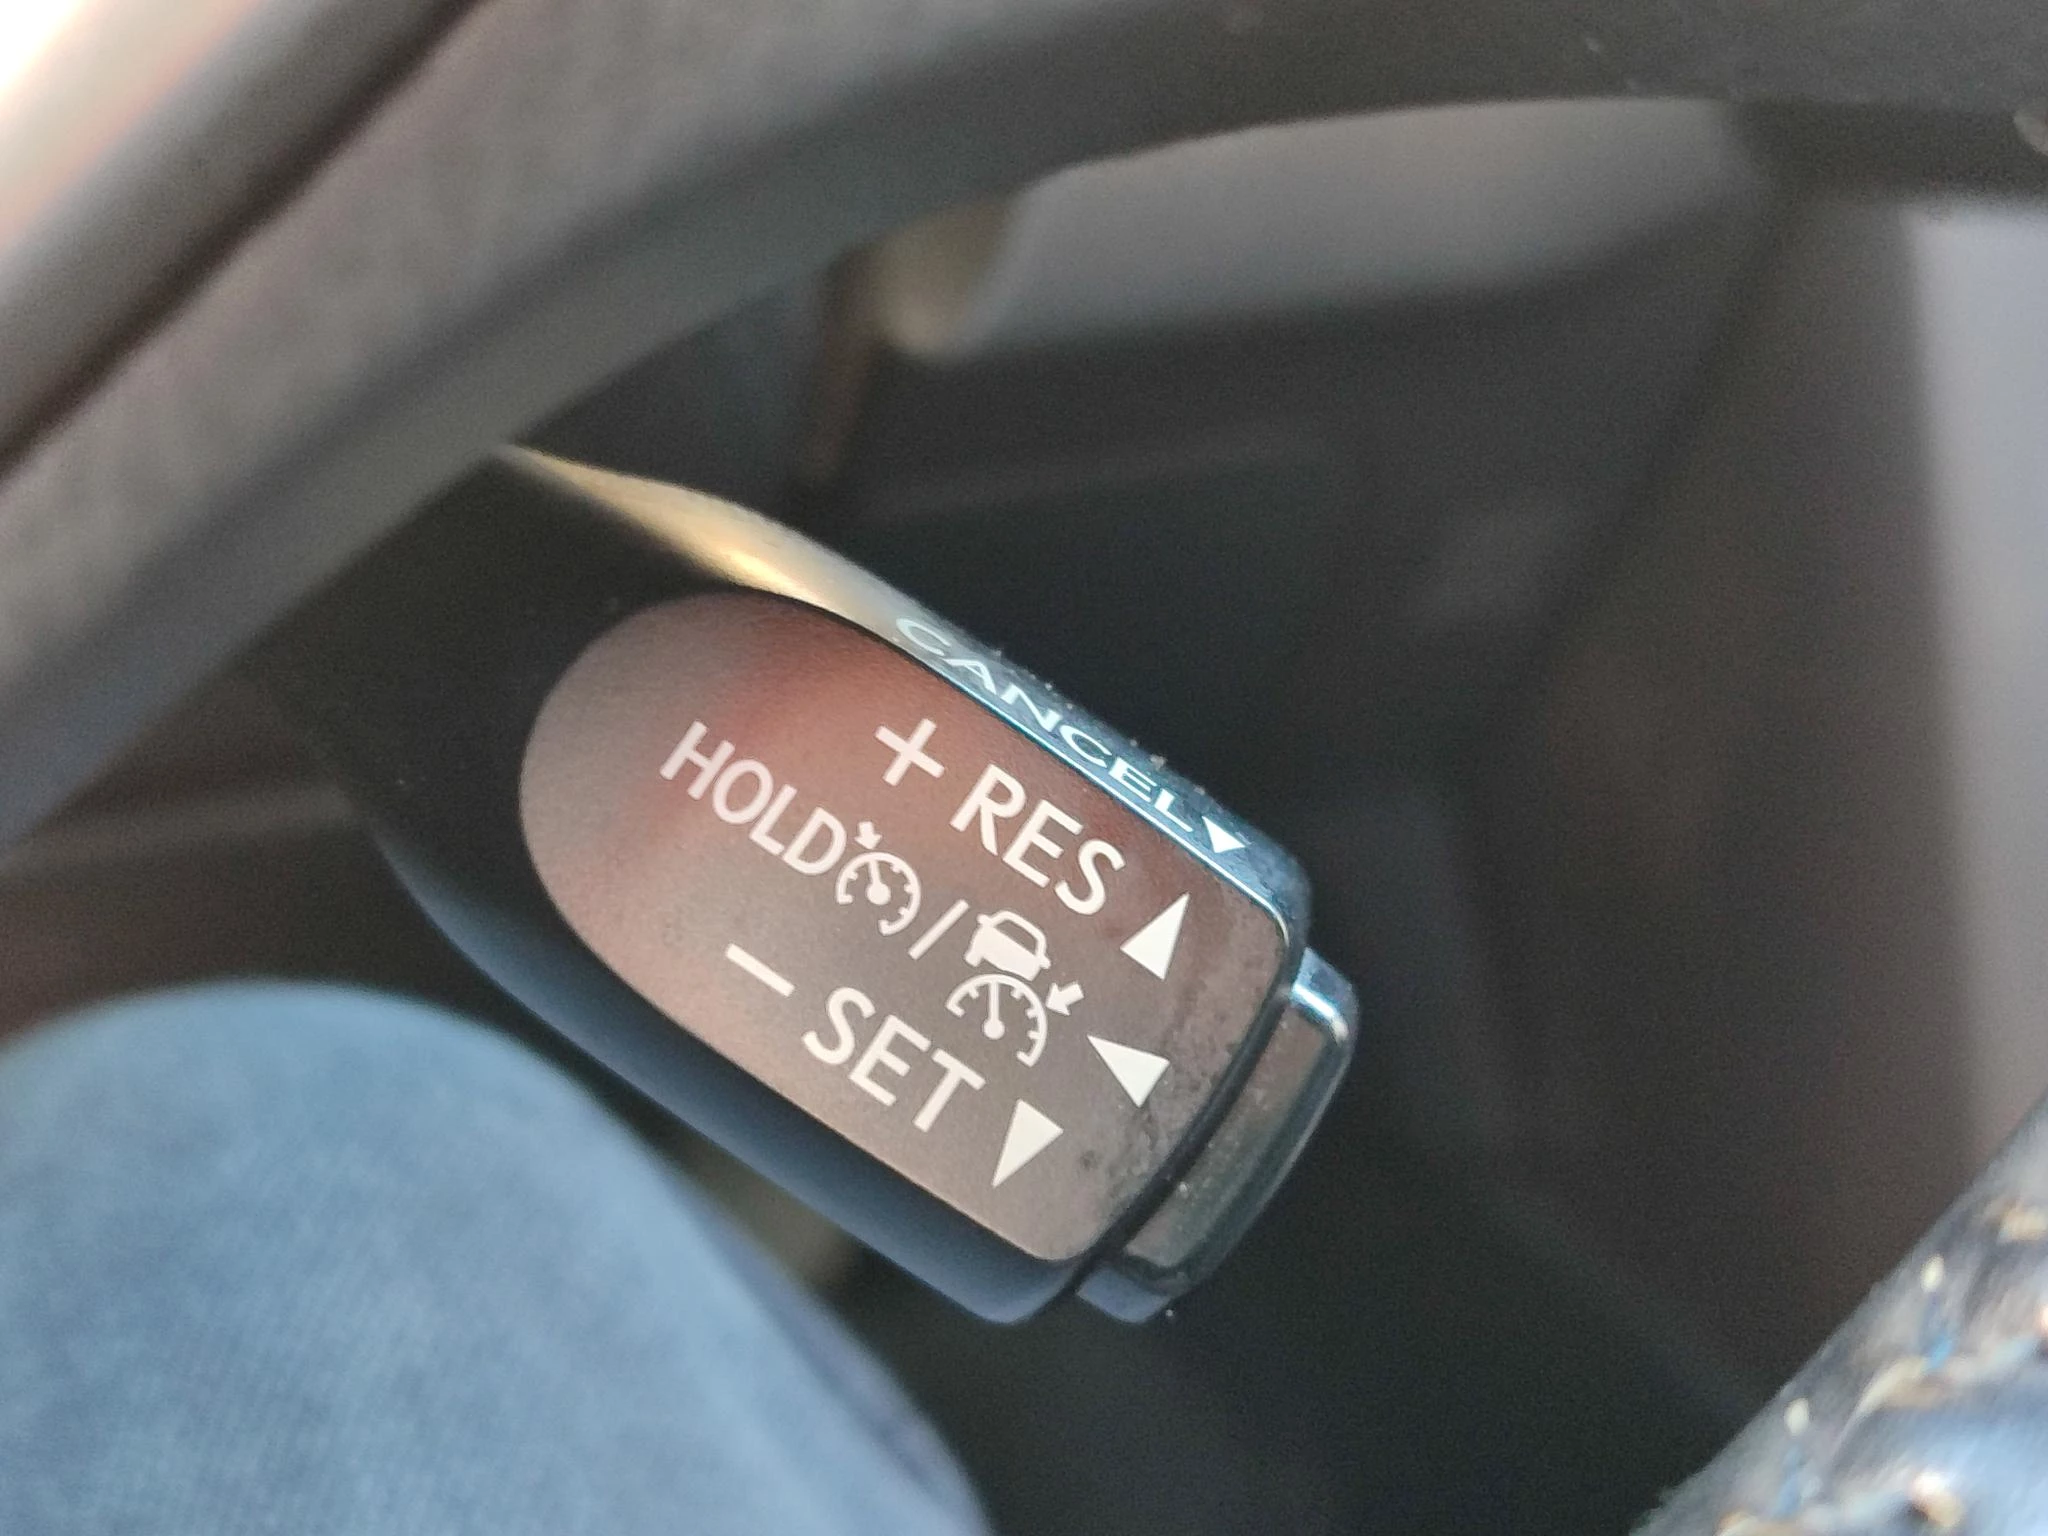 CANCEL
+ RES
HOLD /
- SET